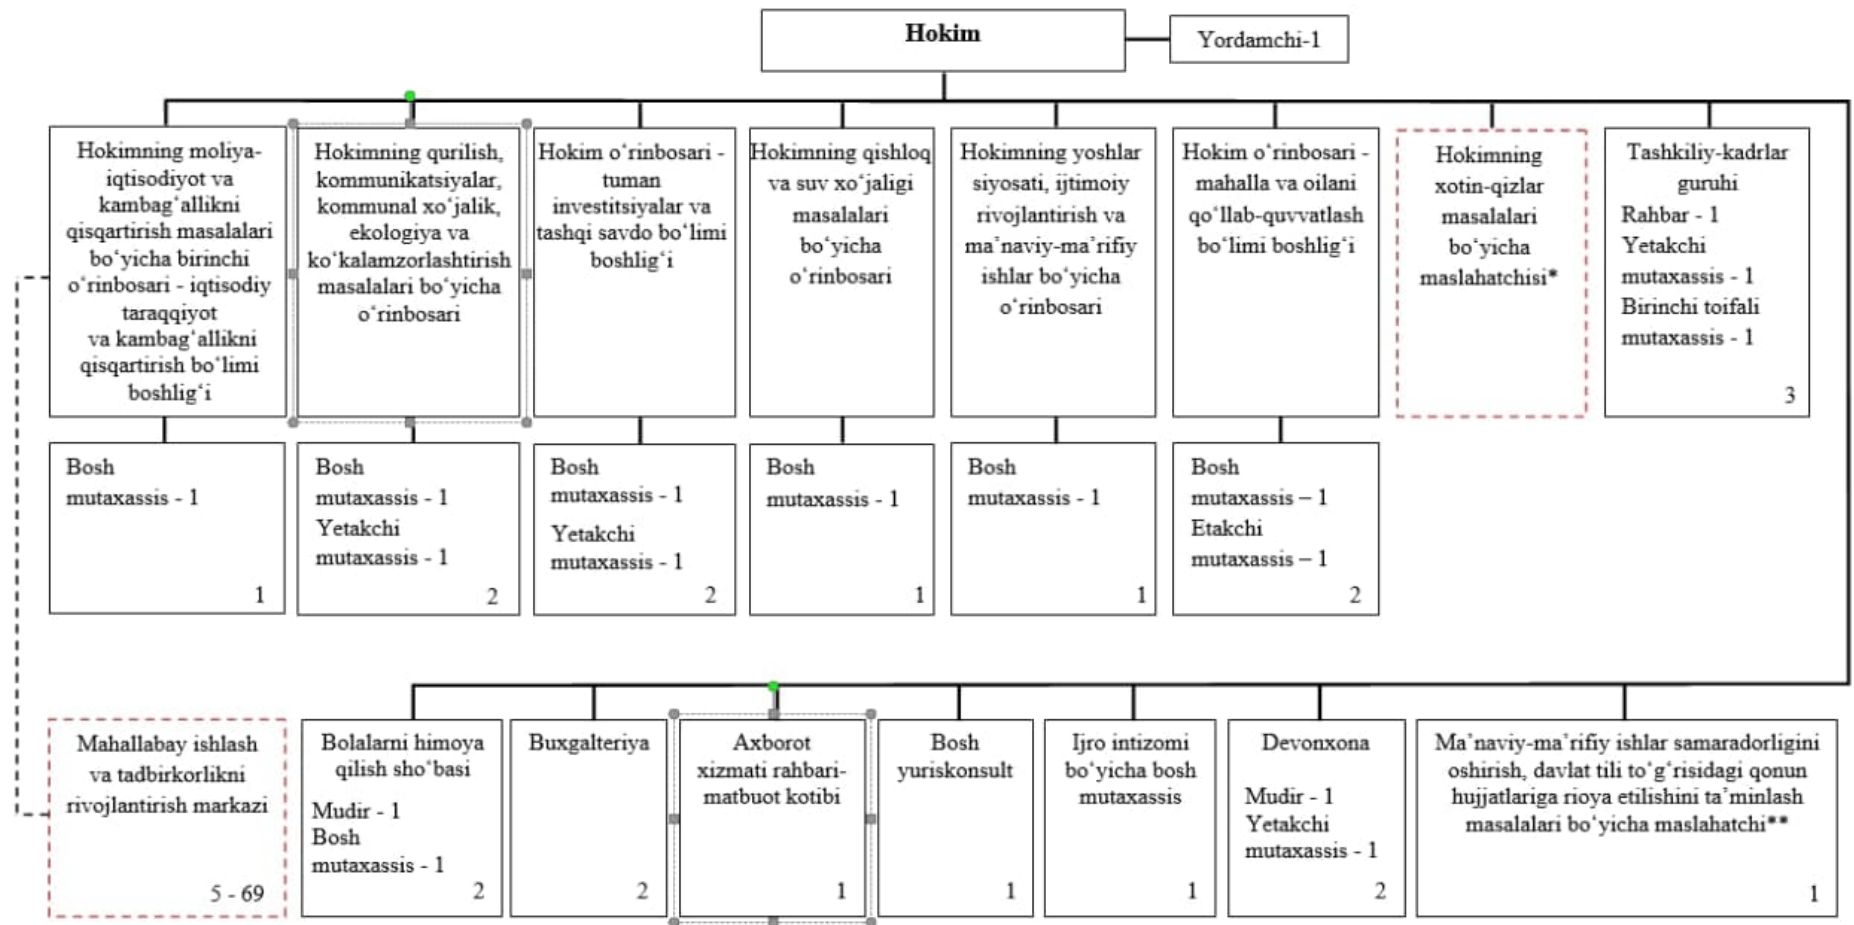 Hokim
Yordamchi-1
Hokimning moliya-
iqtisodiyot va
kambag‘allikni
qisqartirish masalalari
bo‘yicha birinchi
o‘rinbosari - iqtisodiy
taraqqiyot
va kambag‘allikni
qisqartirish bo‘limi
boshlig‘i
Hokimning qurilish,
kommunikatsiyalar,
kommunal xo‘jalik,
ekologiya va
ko‘kalamzorlashtirish
masalalari bo‘yicha
o‘rinbosari
Hokim o‘rinbosari -
tuman
investitsiyalar va
tashqi savdo bo‘limi
boshlig‘i
Hokimning qishloq
va suv xo‘jaligi
masalalari
bo‘yicha
o‘rinbosari
Hokimning yoshlar
siyosati, ijtimoiy
rivojlantirish va
ma’naviy-ma’rifiy
ishlar bo‘yicha
o‘rinbosari
Hokim o‘rinbosari -
mahalla va oilani
qo‘llab-quvvatlash
bo‘limi boshlig‘i
Hokimning
xotin-qizlar
masalalari
bo‘yicha
maslahatchisi*
Tashkiliy-kadrlar
guruhi
Rahbar - 1
Yetakchi
mutaxassis - 1
Birinchi toifali
mutaxassis - 1
3
Bosh
mutaxassis - 1
1
Bosh
mutaxassis - 1
Yetakchi
mutaxassis - 1
2
Bosh
mutaxassis - 1
Yetakchi
mutaxassis - 1
2
Bosh
mutaxassis - 1
1
Bosh
mutaxassis - 1
1
Bosh
mutaxassis – 1
Etakchi
mutaxassis – 1
2
Mahallabay ishlash
va tadbirkorlikni
rivojlantirish markazi
5 - 69
Bolalarni himoya
qilish sho‘basi
Mudir - 1
Bosh
mutaxassis - 1
2
Buxgalteriya
2
Axborot
xizmati rahbari-
matbuot kotibi
1
Bosh
yuriskonsult
1
Ijro intizomi
bo‘yicha bosh
mutaxassis
1
Devonxona
Mudir - 1
Yetakchi
mutaxassis - 1
2
Ma’naviy-ma’rifiy ishlar samaradorligini
oshirish, davlat tili to‘g‘risidagi qonun
hujjatlariga rioya etilishini ta’minlash
masalalari bo‘yicha maslahatchi**
1